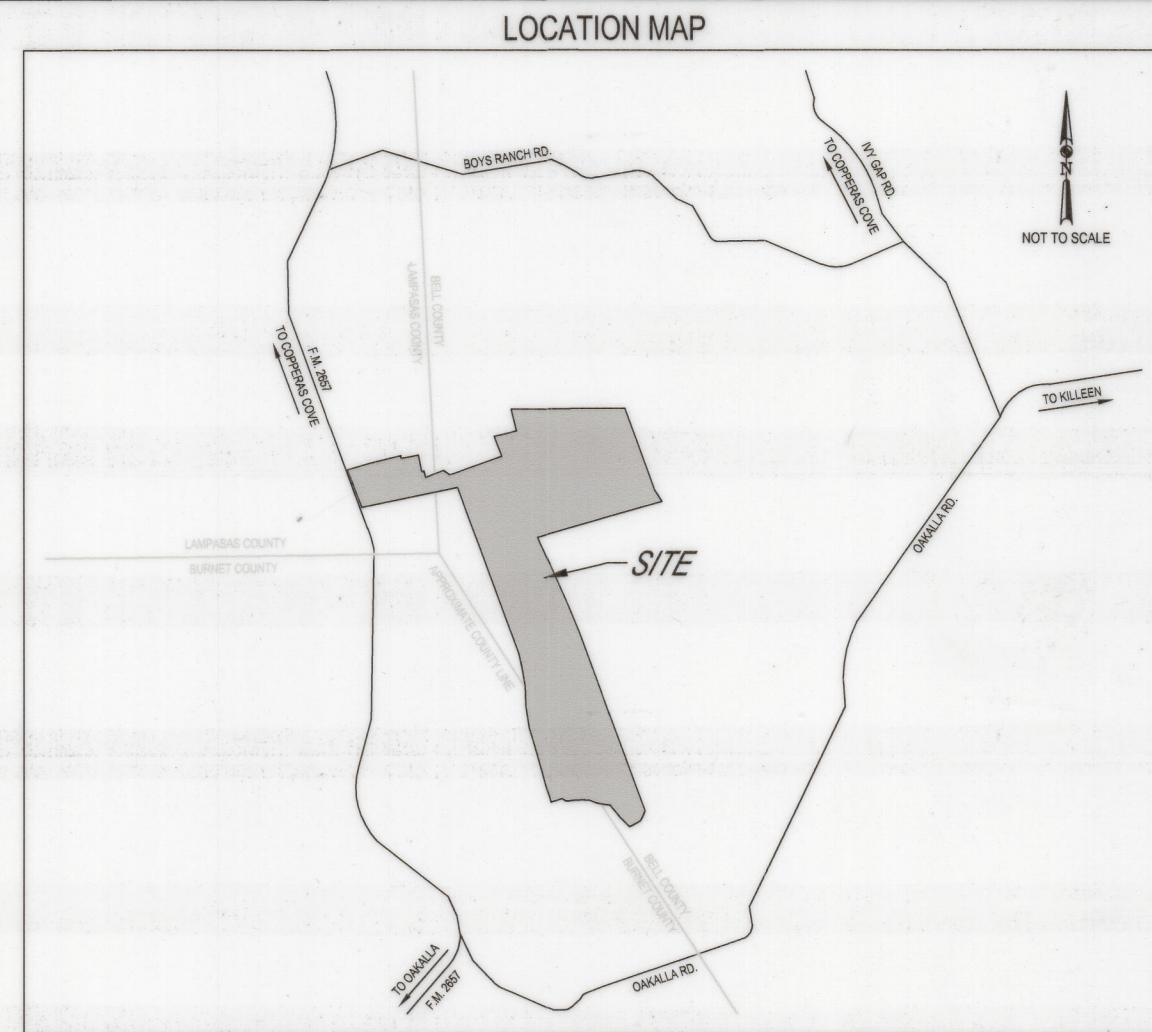 LOCATION MAP
BOYS RANCH RD.
IVY GAP RD.
TO COPPERAS COVE
N
NOT TO SCALE
BELL COUNTY
LAMPASAS COUNTY
F.M. 2657
TO COPPERAS COVE
TO KILLEEN
OAKALLA RD.
LAMPASAS COUNTY
BURNET COUNTY
SITE
APPROXIMATE COUNTY LINE
BELL COUNTY
BURNET COUNTY
TO OAKALLA
F.M. 2657
OAKALLA RD.